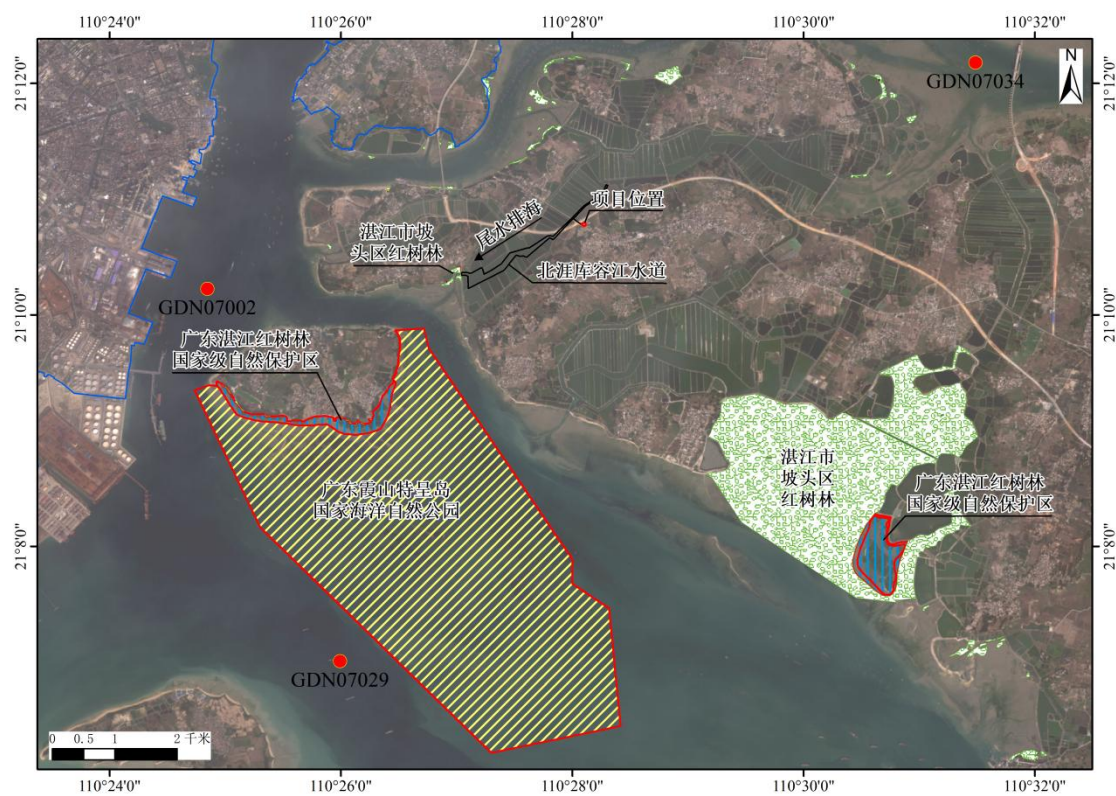 110°24'0" 110°26'0" 110°28'0" 110°30'0" 110°32'0"
21°12'0"
21°12'0"
N
GDN07034
项目位置
尾水排海
湛江市坡
头区红树林
北涯库容江水道
GDN07002
21°10'0"
21°10'0"
广东湛江红树林
国家级自然保护区
湛江市
坡头区
红树林
广东湛江红树林
国家级自然保护区
广东霞山特呈岛
国家海洋自然公园
21°8'0"
21°8'0"
GDN07029
0 0.5 1 2 千米
110°24'0" 110°26'0" 110°28'0" 110°30'0" 110°32'0"